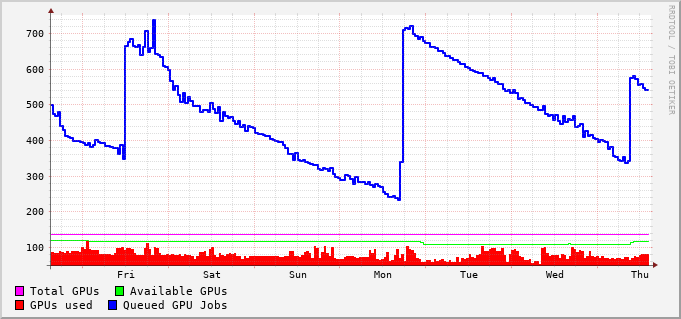 RRDTOOL / TOBI OETIKER
700
600
500
400
300
200
100
Fri Sat Sun Mon Tue Wed Thu
Total GPUs Available GPUs
GPUs used Queued GPU Jobs